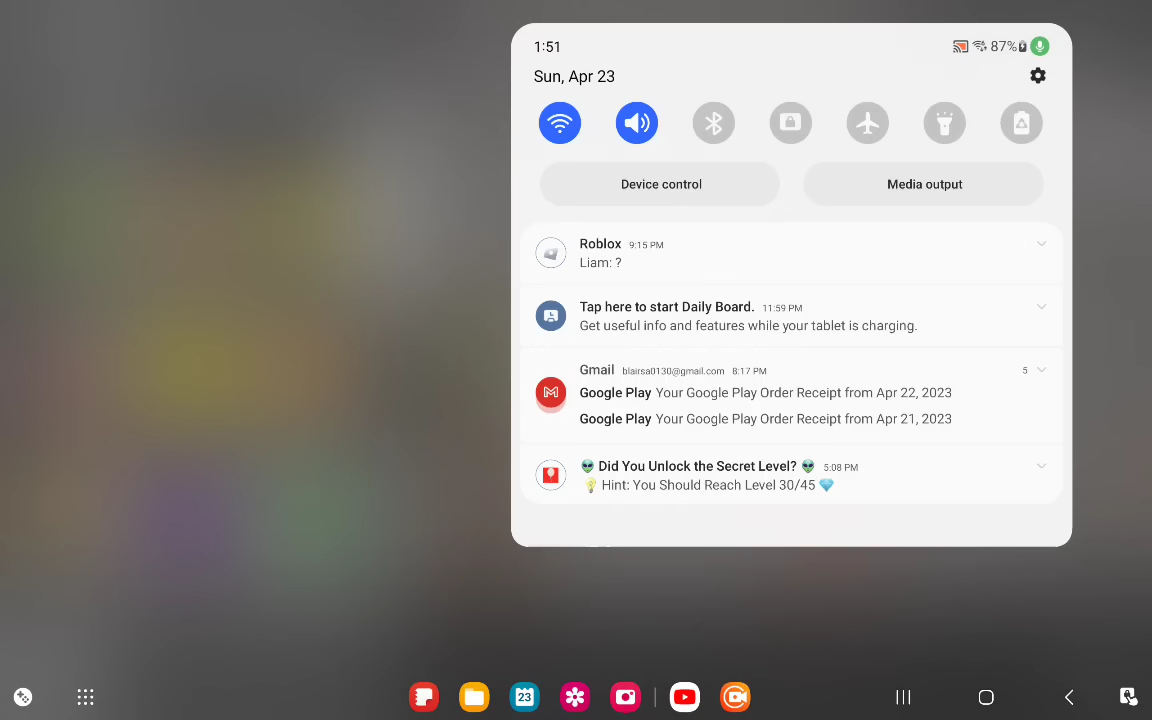 1:51
87%
Sun, Apr 23
Device control
Media output
Roblox 9:15 PM
Liam: ?
Tap here to start Daily Board. 11:59 PM
Get useful info and features while your tablet is charging.
Gmail blairsa0130@gmail.com 8:17 PM 5
Google Play Your Google Play Order Receipt from Apr 22, 2023
Google Play Your Google Play Order Receipt from Apr 21, 2023
👽 Did You Unlock the Secret Level? 👽 5:08 PM
💡 Hint: You Should Reach Level 30/45 💎
23